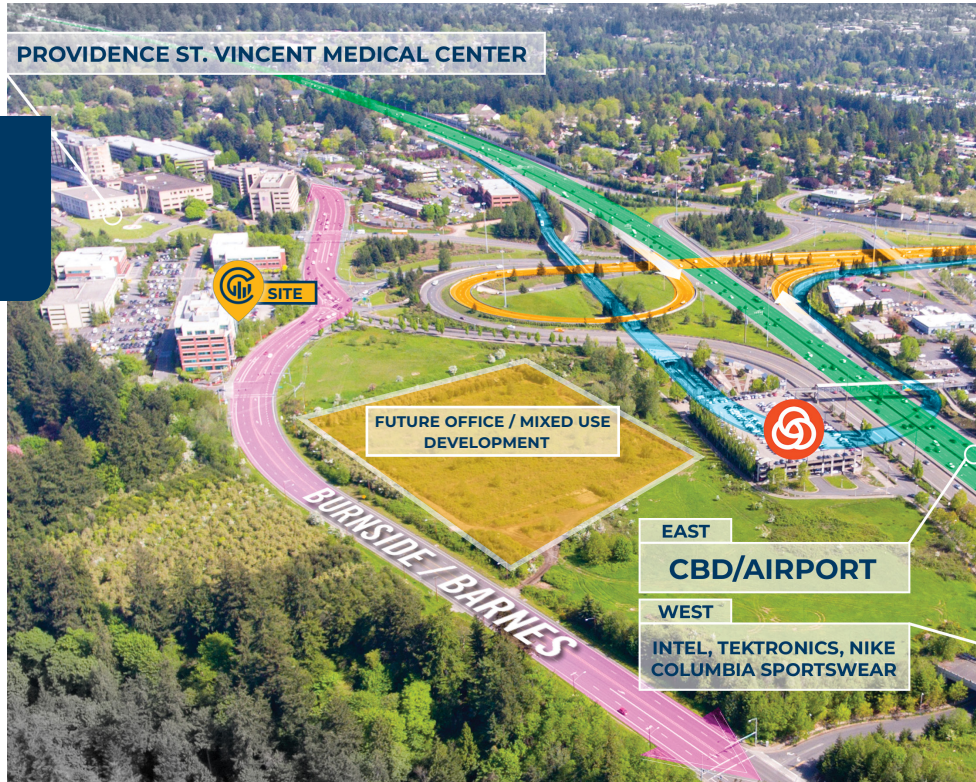 PROVIDENCE ST. VINCENT MEDICAL CENTER
SITE
FUTURE OFFICE / MIXED USE
DEVELOPMENT
BURNSIDE / BARNES
EAST
CBD/AIRPORT
WEST
INTEL, TEKTRONICS, NIKE
COLUMBIA SPORTSWEAR